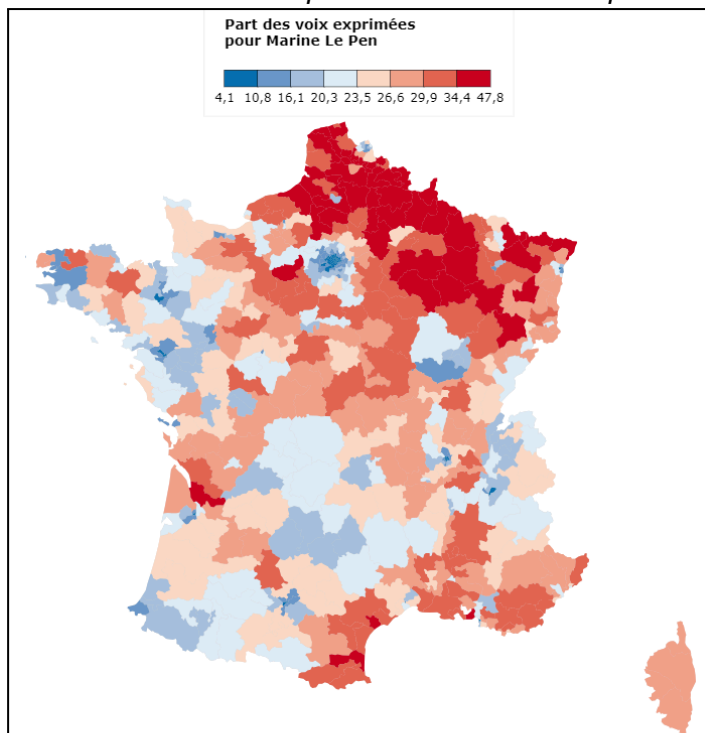 Part des voix exprimées
pour Marine Le Pen
4,1 10,8 16,1 20,3 23,5 26,6 29,9 34,4 47,8